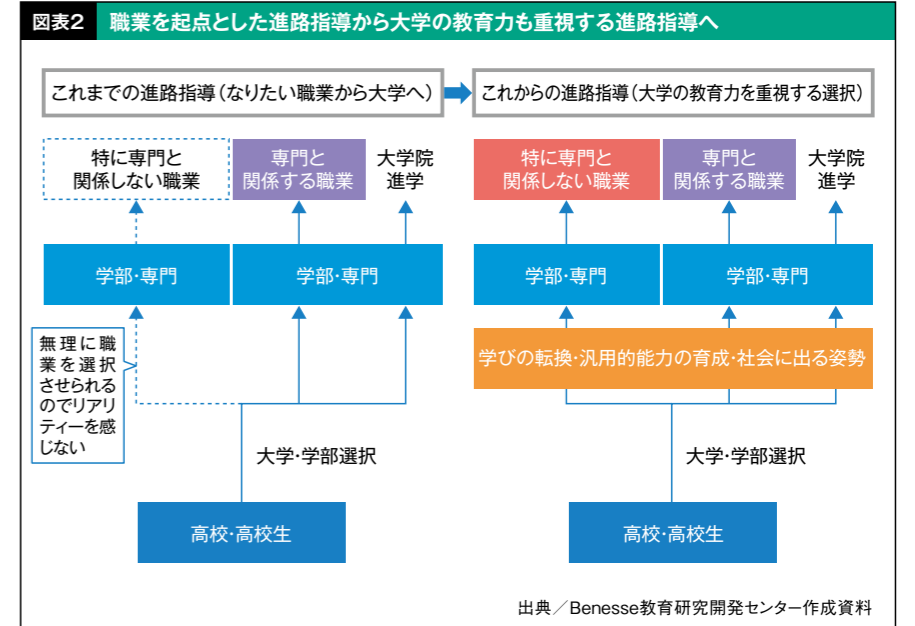 図表2 職業を起点とした進路指導から大学の教育力も重視する進路指導へ
これまでの進路指導（なりたい職業から大学へ）
特に専門と
関係しない職業
専門と
関係する職業
大学院
進学
学部・専門
学部・専門
無理に職
業を選択
させられる
のでリアリ
ティーを感
じない
大学・学部選択
高校・高校生
これからの進路指導（大学の教育力を重視する選択）
特に専門と
関係しない職業
専門と
関係する職業
大学院
進学
学部・専門
学部・専門
学びの転換・汎用的能力の育成・社会に出る姿勢
大学・学部選択
高校・高校生
出典／Benesse教育研究開発センター作成資料